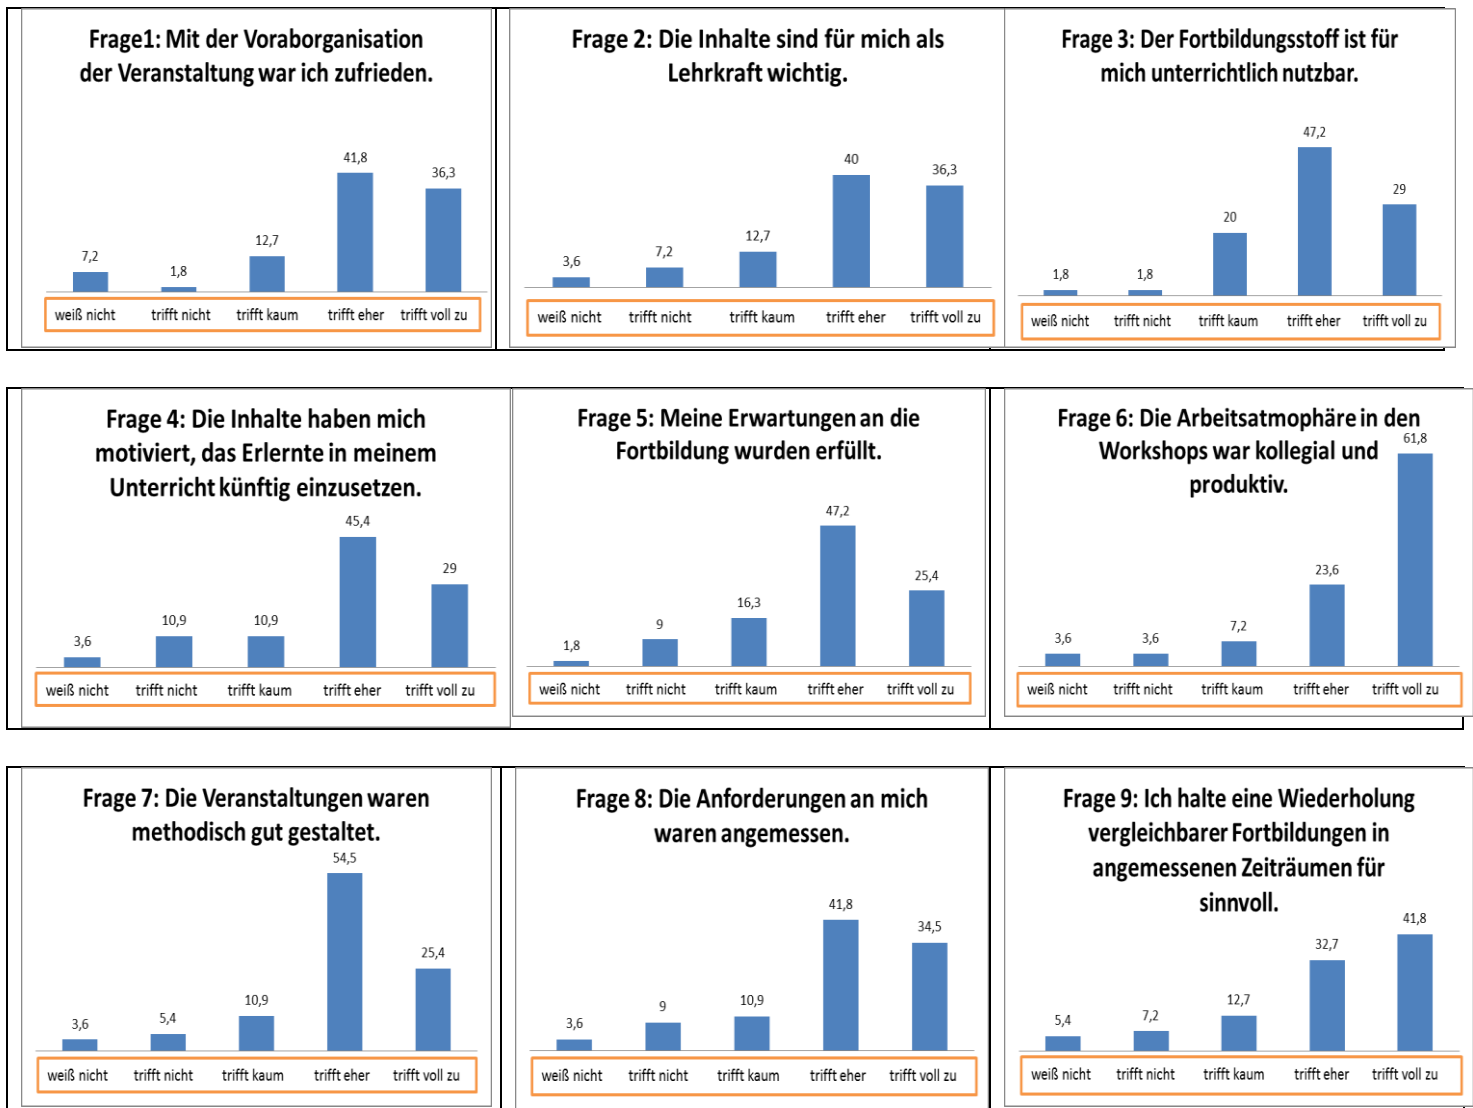 Frage1: Mit der Voraborganisation
der Veranstaltung war ich zufrieden.
41,8
36,3
12,7
7,2
1,8
weiß nicht trifft nicht trifft kaum trifft eher trifft voll zu
Frage 2: Die Inhalte sind für mich als
Lehrkraft wichtig.
40
36,3
12,7
7,2
3,6
weiß nicht trifft nicht trifft kaum trifft eher trifft voll zu
Frage 3: Der Fortbildungsstoff ist für
mich unterrichtlich nutzbar.
47,2
29
20
1,8 1,8
weiß nicht trifft nicht trifft kaum trifft eher trifft voll zu
Frage 4: Die Inhalte haben mich
motiviert, das Erlernte in meinem
Unterricht künftig einzusetzen.
45,4
29
10,9 10,9
3,6
weiß nicht trifft nicht trifft kaum trifft eher trifft voll zu
Frage 5: Meine Erwartungen an die
Fortbildung wurden erfüllt.
47,2
25,4
16,3
9
1,8
weiß nicht trifft nicht trifft kaum trifft eher trifft voll zu
Frage 6: Die Arbeitsatmophäre in den
Workshops war kollegial und
produktiv.
61,8
23,6
7,2
3,6 3,6
weiß nicht trifft nicht trifft kaum trifft eher trifft voll zu
Frage 7: Die Veranstaltungen waren
methodisch gut gestaltet.
54,5
25,4
10,9
5,4
3,6
weiß nicht trifft nicht trifft kaum trifft eher trifft voll zu
Frage 8: Die Anforderungen an mich
waren angemessen.
41,8
34,5
10,9
9
3,6
weiß nicht trifft nicht trifft kaum trifft eher trifft voll zu
Frage 9: Ich halte eine Wiederholung
vergleichbarer Fortbildungen in
angemessenen Zeiträumen für
sinnvoll.
41,8
32,7
12,7
7,2
5,4
weiß nicht trifft nicht trifft kaum trifft eher trifft voll zu